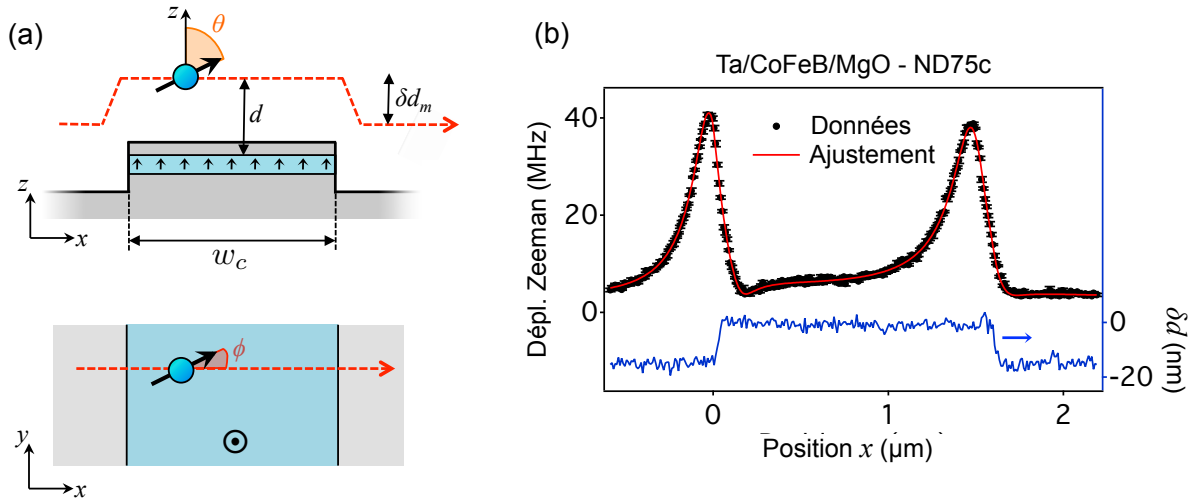 (a)
z
θ
d
δdₘ
z
x
w_c
ϕ
y
x
(b)
Ta/CoFeB/MgO - ND75c
Données
Ajustement
Dépl. Zeeman (MHz)
40
20
0
0
-20
δd (nm)
0
1
2
Position x (µm)